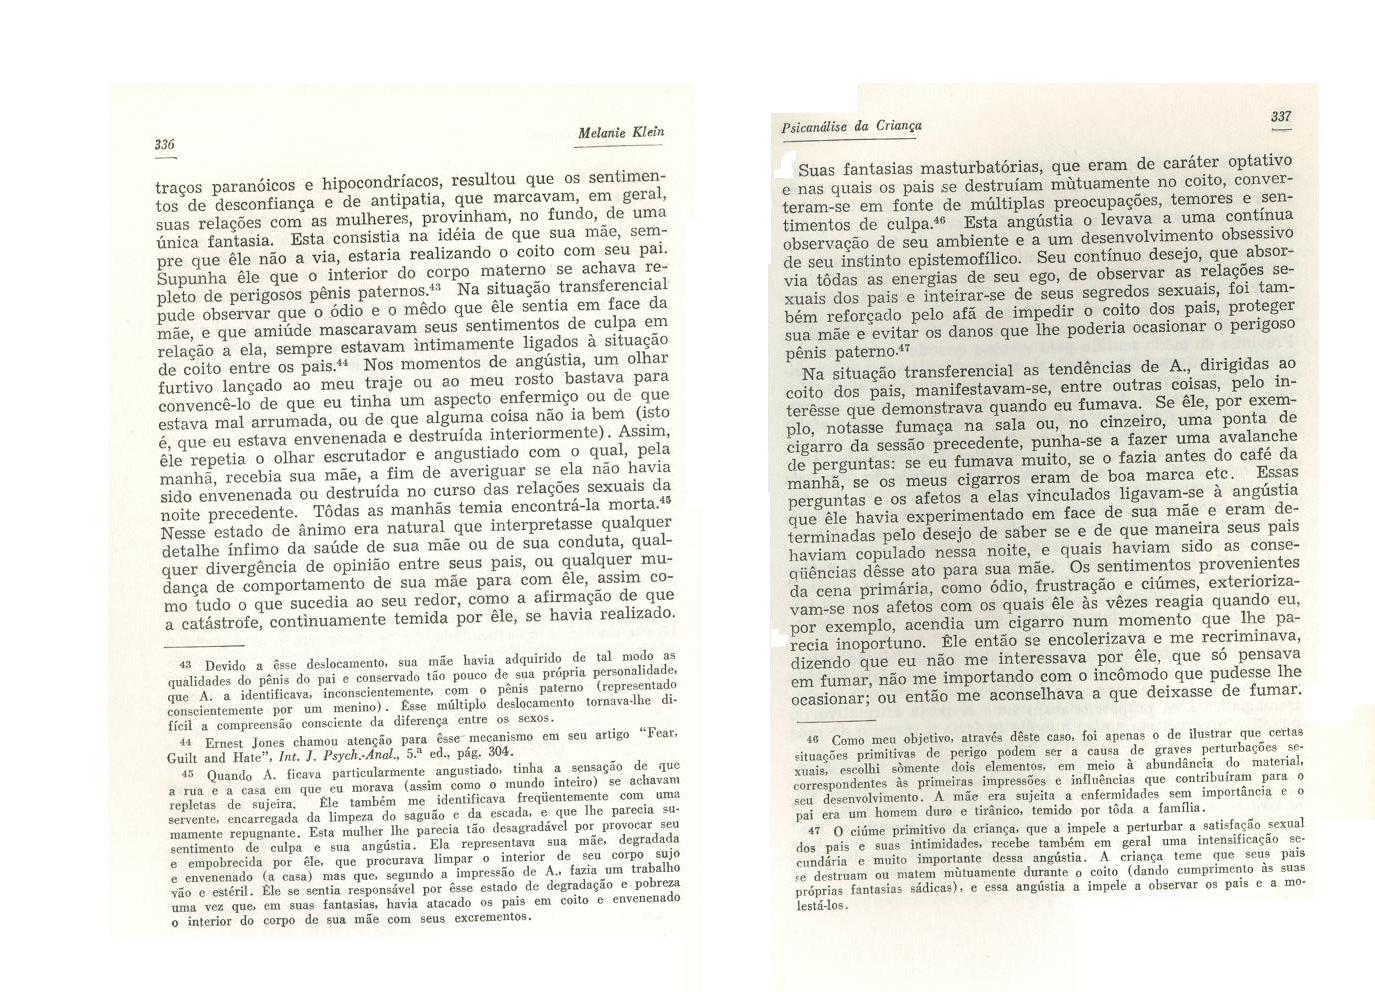 336
Melanie Klein
traços paranóicos e hipocondríacos, resultou que os sentimen-
tos de desconfiança e de antipatia, que marcavam, em geral,
suas relações com as mulheres, provinham, no fundo, de uma
única fantasia. Esta consistia na idéia de que sua mãe, sem-
pre que êle não a via, estaria realizando o coito com seu pai.
Supunha êle que o interior do corpo materno se achava re-
pleto de perigosos pênis paternos.⁴³ Na situação transferencial
pude observar que o ódio e o mêdo que êle sentia em face da
mãe, e que amiúde mascaravam seus sentimentos de culpa em
relação a ela, sempre estavam ìntimamente ligados à situação
de coito entre os pais.⁴⁴ Nos momentos de angústia, um olhar
furtivo lançado ao meu traje ou ao meu rosto bastava para
convencê-lo de que eu tinha um aspecto enfermiço ou de que
estava mal arrumada, ou de que alguma coisa não ia bem (isto
é, que eu estava envenenada e destruída interiormente). Assim,
êle repetia o olhar escrutador e angustiado com o qual, pela
manhã, recebia sua mãe, a fim de averiguar se ela não havia
sido envenenada ou destruída no curso das relações sexuais da
noite precedente. Tôdas as manhãs temia encontrá-la morta.⁴⁵
Nesse estado de ânimo era natural que interpretasse qualquer
detalhe ínfimo da saúde de sua mãe ou de sua conduta, qual-
quer divergência de opinião entre seus pais, ou qualquer mu-
dança de comportamento de sua mãe para com êle, assim co-
mo tudo o que sucedia ao seu redor, como a afirmação de que
a catástrofe, contìnuamente temida por êle, se havia realizado.
43 Devido a êsse deslocamento, sua mãe havia adquirido de tal modo as
qualidades do pênis do pai e conservado tão pouco de sua própria personalidade,
que A. a identificava, inconscientemente, com o pênis paterno (representado
conscientemente por um menino). Êsse múltiplo deslocamento tornava-lhe di-
fícil a compreensão consciente da diferença entre os sexos.
44 Ernest Jones chamou atenção para êsse mecanismo em seu artigo "Fear,
Guilt and Hate", Int. J. Psych.-Anal., 5.ª ed., pág. 304.
45 Quando A. ficava particularmente angustiado, tinha a sensação de que
a rua e a casa em que eu morava (assim como o mundo inteiro) se achavam
repletas de sujeira. Êle também me identificava freqüentemente com uma
servente, encarregada da limpeza do saguão e da escada, e que lhe parecia su-
mamente repugnante. Esta mulher lhe parecia tão desagradável por provocar seu
sentimento de culpa e sua angústia. Ela representava sua mãe, degradada
e empobrecida por êle, que procurava limpar o interior de seu corpo sujo
e envenenado (a casa) mas que, segundo a impressão de A., fazia um trabalho
vão e estéril. Êle se sentia responsável por êsse estado de degradação e pobreza
uma vez que, em suas fantasias, havia atacado os pais em coito e envenenado
o interior do corpo de sua mãe com seus excrementos.
Psicanálise da Criança
337
Suas fantasias masturbatórias, que eram de caráter optativo
e nas quais os pais se destruíam mùtuamente no coito, conver-
teram-se em fonte de múltiplas preocupações, temores e sen-
timentos de culpa.⁴⁶ Esta angústia o levava a uma contínua
observação de seu ambiente e a um desenvolvimento obsessivo
de seu instinto epistemofílico. Seu contínuo desejo, que absor-
via tôdas as energias de seu ego, de observar as relações se-
xuais dos pais e inteirar-se de seus segredos sexuais, foi tam-
bém reforçado pelo afã de impedir o coito dos pais, proteger
sua mãe e evitar os danos que lhe poderia ocasionar o perigoso
pênis paterno.⁴⁷
Na situação transferencial as tendências de A., dirigidas ao
coito dos pais, manifestavam-se, entre outras coisas, pelo in-
terêsse que demonstrava quando eu fumava. Se êle, por exem-
plo, notasse fumaça na sala ou, no cinzeiro, uma ponta de
cigarro da sessão precedente, punha-se a fazer uma avalanche
de perguntas: se eu fumava muito, se o fazia antes do café da
manhã, se os meus cigarros eram de boa marca etc. Essas
perguntas e os afetos a elas vinculados ligavam-se à angústia
que êle havia experimentado em face de sua mãe e eram de-
terminadas pelo desejo de saber se e de que maneira seus pais
haviam copulado nessa noite, e quais haviam sido as conse-
qüências dêsse ato para sua mãe. Os sentimentos provenientes
da cena primária, como ódio, frustração e ciúmes, exterioriza-
vam-se nos afetos com os quais êle às vêzes reagia quando eu,
por exemplo, acendia um cigarro num momento que lhe pa-
recia inoportuno. Êle então se encolerizava e me recriminava,
dizendo que eu não me interessava por êle, que só pensava
em fumar, não me importando com o incômodo que pudesse lhe
ocasionar; ou então me aconselhava a que deixasse de fumar.
46 Como meu objetivo, através dêste caso, foi apenas o de ilustrar que certas
situações primitivas de perigo podem ser a causa de graves perturbações se-
xuais, escolhi sòmente dois elementos, em meio à abundância do material,
correspondentes às primeiras impressões e influências que contribuíram para o
seu desenvolvimento. A mãe era sujeita a enfermidades sem importância e o
pai era um homem duro e tirânico, temido por tôda a família.
47 O ciúme primitivo da criança, que a impele a perturbar a satisfação sexual
dos pais e suas intimidades, recebe também em geral uma intensificação se-
cundária e muito importante dessa angústia. A criança teme que seus pais
se destruam ou matem mùtuamente durante o coito (dando cumprimento às suas
próprias fantasias sádicas), e essa angústia a impele a observar os pais e a mo-
lestá-los.